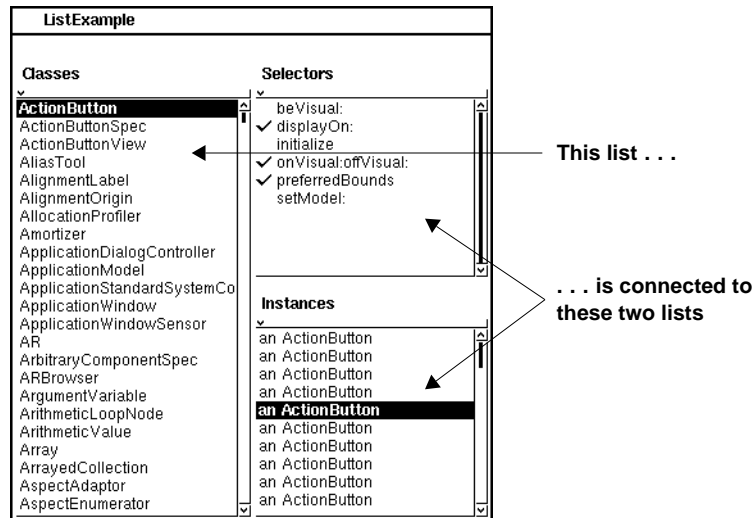 ListExample
Classes
ActionButton
ActionButtonSpec
ActionButtonView
AliasTool
AlignmentLabel
AlignmentOrigin
AllocationProfiler
Amortizer
ApplicationDialogController
ApplicationModel
ApplicationStandardSystemCo
ApplicationWindow
ApplicationWindowSensor
AR
ArbitraryComponentSpec
ARBrowser
ArgumentVariable
ArithmeticLoopNode
ArithmeticValue
Array
ArrayedCollection
AspectAdaptor
AspectEnumerator
Selectors
beVisual:
✓ displayOn:
initialize
✓ onVisual:offVisual:
✓ preferredBounds
setModel:
Instances
an ActionButton
an ActionButton
an ActionButton
an ActionButton
an ActionButton
an ActionButton
an ActionButton
an ActionButton
an ActionButton
an ActionButton
This list . . .
. . . is connected to
these two lists